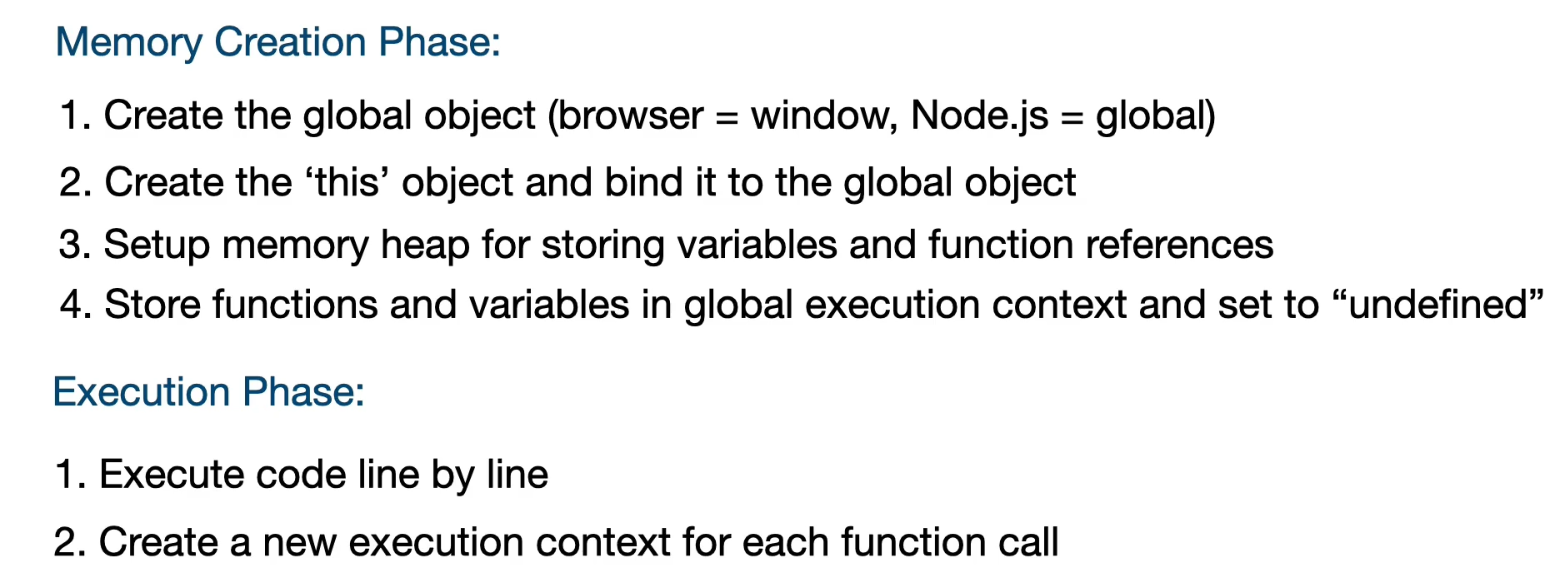 Memory Creation Phase:
1. Create the global object (browser = window, Node.js = global)
2. Create the ‘this’ object and bind it to the global object
3. Setup memory heap for storing variables and function references
4. Store functions and variables in global execution context and set to “undefined”
Execution Phase:
1. Execute code line by line
2. Create a new execution context for each function call